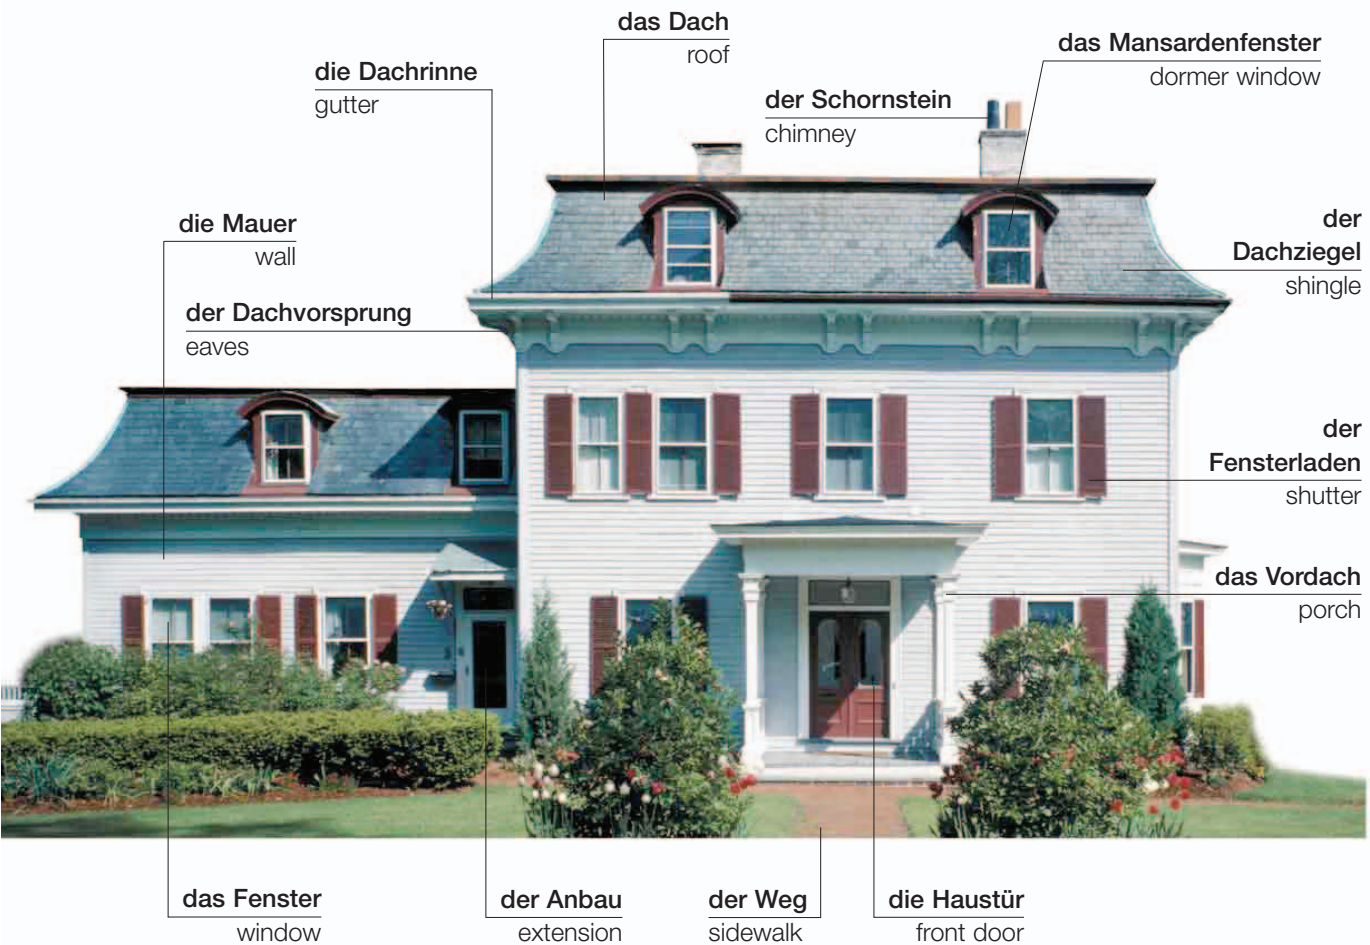 das Dach
roof
das Mansardenfenster
dormer window
die Dachrinne
gutter
der Schornstein
chimney
die Mauer
wall
der
Dachziegel
shingle
der Dachvorsprung
eaves
der
Fensterladen
shutter
das Vordach
porch
das Fenster
window
der Anbau
extension
der Weg
sidewalk
die Haustür
front door